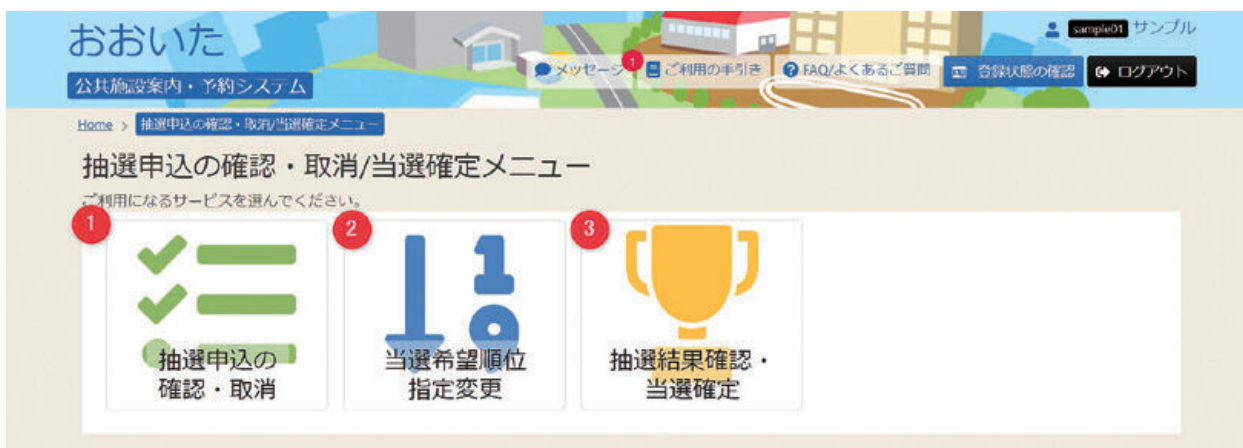 おおいた
公共施設案内・予約システム
sample01 サンプル
メッセージ 1 ご利用の手引き FAQ/よくあるご質問 登録状態の確認 ログアウト
Home > 抽選申込の確認・取消/当選確定メニュー
抽選申込の確認・取消/当選確定メニュー
ご利用になるサービスを選んでください。
1
抽選申込の
確認・取消
2
当選希望順位
指定変更
3
抽選結果確認・
当選確定